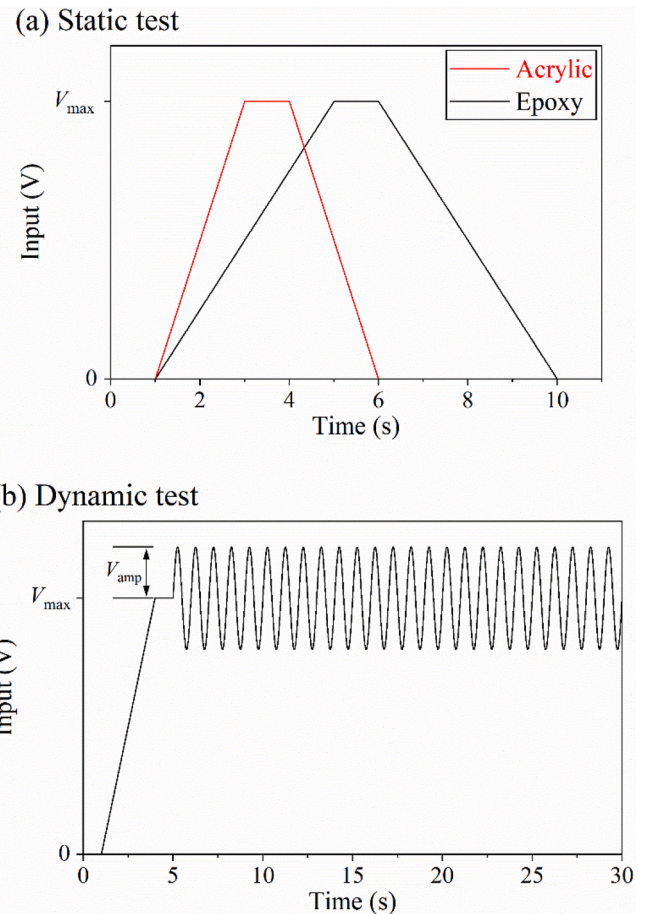 (a) Static test
Acrylic
Epoxy
Vmax
Input (V)
0
0 2 4 6 8 10
Time (s)
b) Dynamic test
Vamp
Vmax
Input (V)
0
0 5 10 15 20 25 30
Time (s)